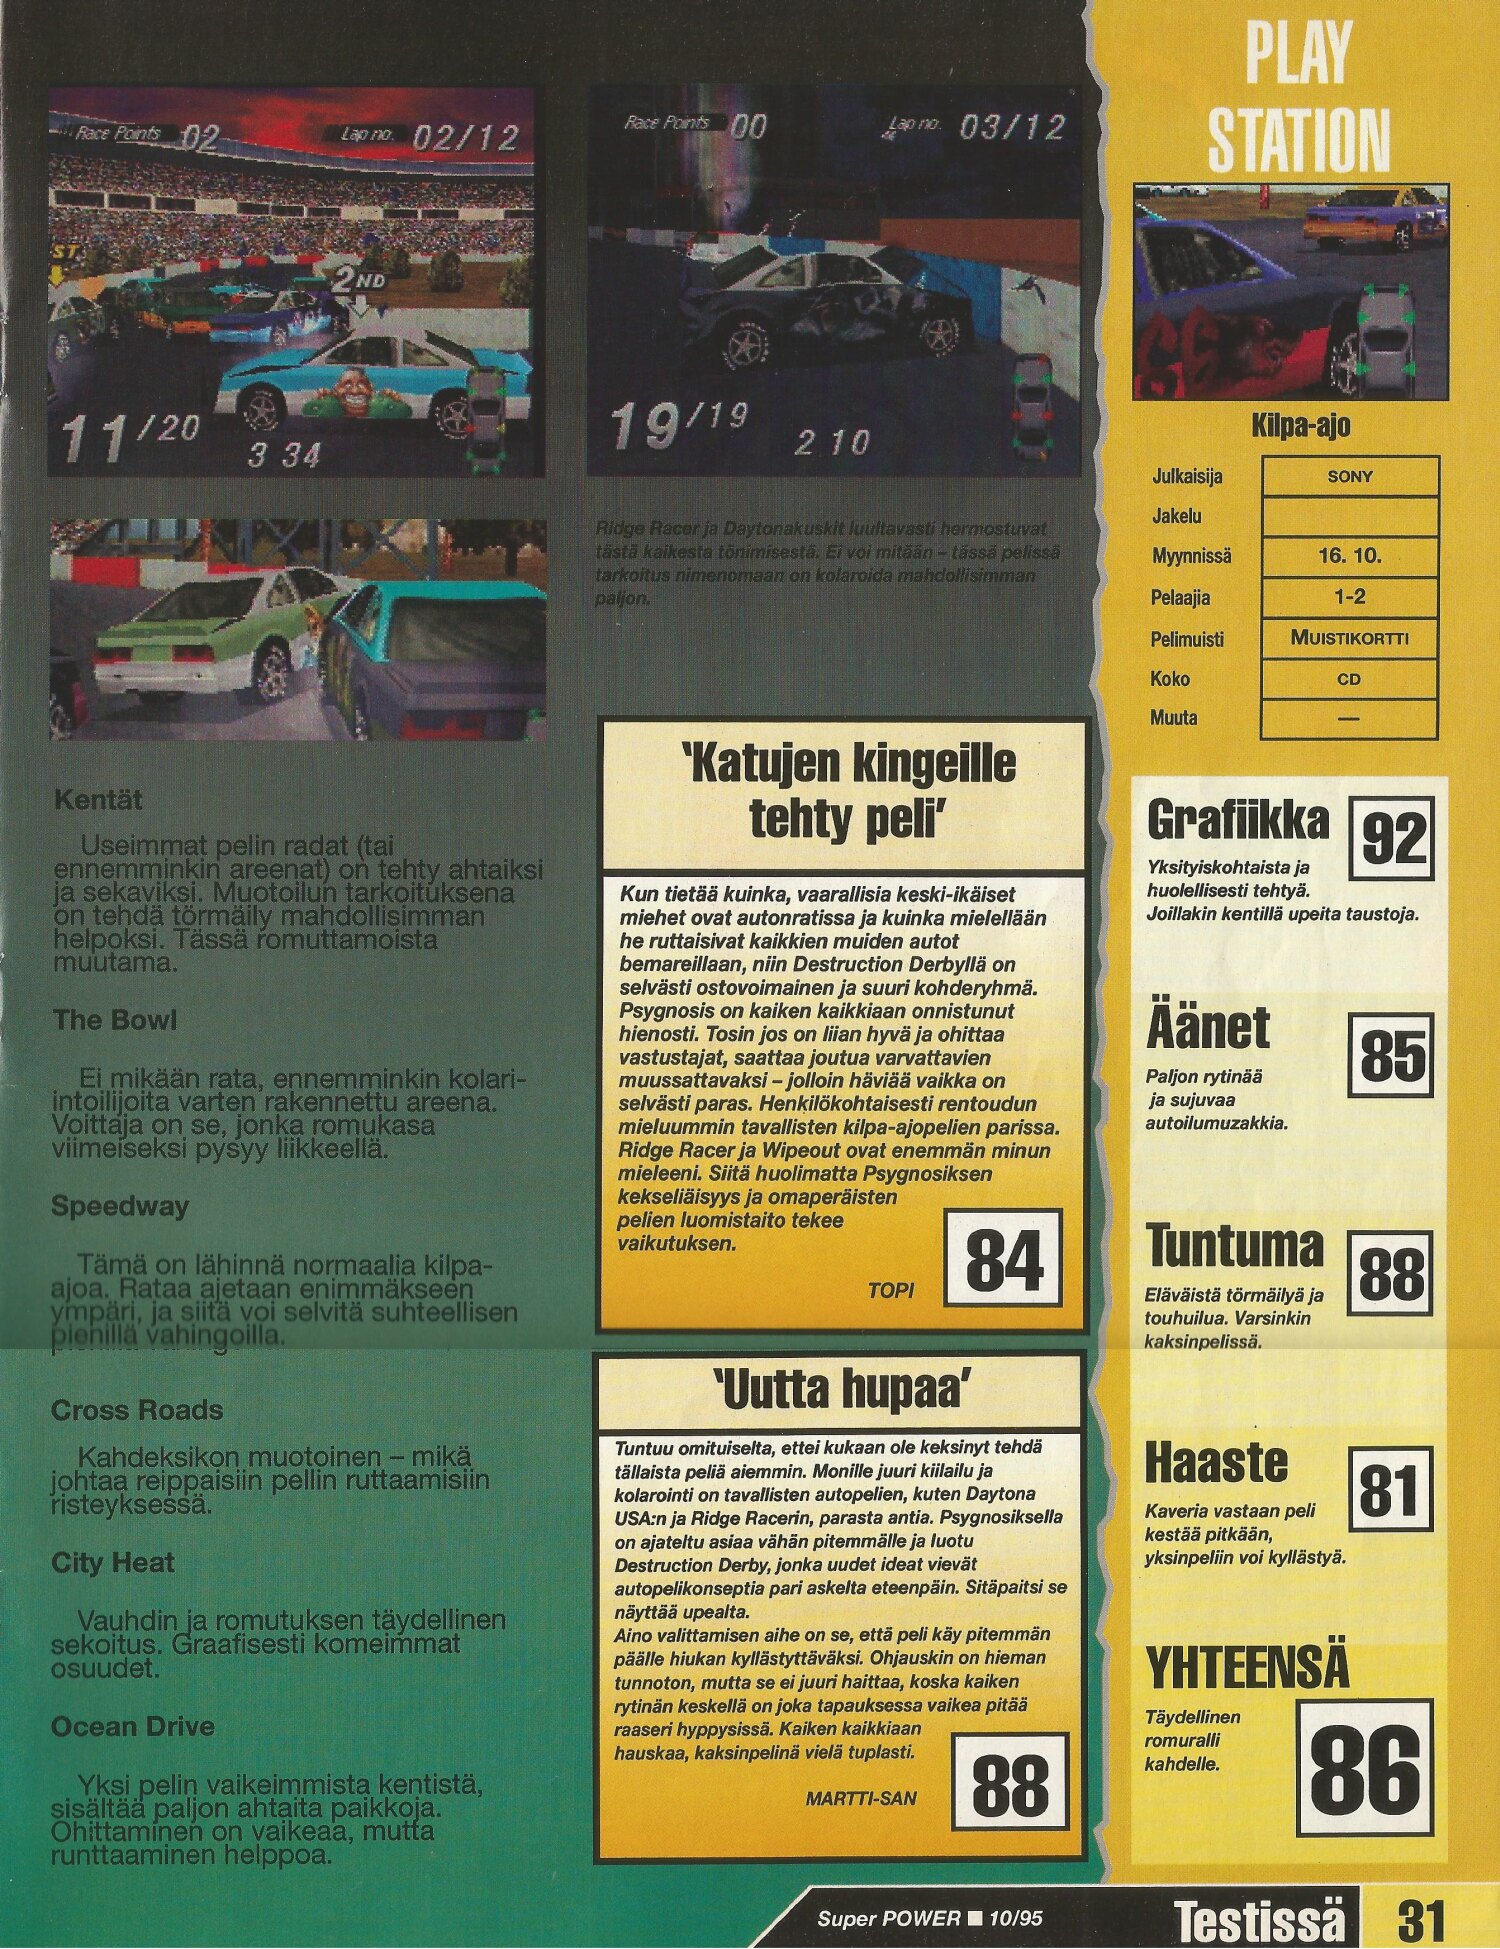 Race Points 02
Lap no. 02/12
ST
2ND
11/20
3 34
Race Points 00
Lap no. 03/12
19/19
2 10
Ridge Racer ja Daytonakuskit luultavasti hermostuvat
tästä kaikesta tönimisestä. Ei voi mitään – tässä pelissä
tarkoitus nimenomaan on kolaroida mahdollisimman
paljon.
Kentät
Useimmat pelin radat (tai
ennemminkin areenat) on tehty ahtaiksi
ja sekaviksi. Muotoilun tarkoituksena
on tehdä törmäily mahdollisimman
helpoksi. Tässä romuttamoista
muutama.
The Bowl
Ei mikään rata, ennemminkin kolari-
intoilijoita varten rakennettu areena.
Voittaja on se, jonka romukasa
viimeiseksi pysyy liikkeellä.
Speedway
Tämä on lähinnä normaalia kilpa-
ajoa. Rataa ajetaan enimmäkseen
ympäri, ja siitä voi selvitä suhteellisen
pienillä vahingoilla.
Cross Roads
Kahdeksikon muotoinen – mikä
johtaa reippaisiin pellin ruttaamisiin
risteyksessä.
City Heat
Vauhdin ja romutuksen täydellinen
sekoitus. Graafisesti komeimmat
osuudet.
Ocean Drive
Yksi pelin vaikeimmista kentistä,
sisältää paljon ahtaita paikkoja.
Ohittaminen on vaikeaa, mutta
runttaaminen helppoa.
'Katujen kingeille
tehty peli'
Kun tietää kuinka, vaarallisia keski-ikäiset
miehet ovat autonratissa ja kuinka mielellään
he ruttaisivat kaikkien muiden autot
bemareillaan, niin Destruction Derbyllä on
selvästi ostovoimainen ja suuri kohderyhmä.
Psygnosis on kaiken kaikkiaan onnistunut
hienosti. Tosin jos on liian hyvä ja ohittaa
vastustajat, saattaa joutua varvattavien
muussattavaksi – jolloin häviää vaikka on
selvästi paras. Henkilökohtaisesti rentoudun
mieluummin tavallisten kilpa-ajopelien parissa.
Ridge Racer ja Wipeout ovat enemmän minun
mieleeni. Siitä huolimatta Psygnosiksen
kekseliäisyys ja omaperäisten
pelien luomistaito tekee
vaikutuksen.
TOPI
84
'Uutta hupaa'
Tuntuu omituiselta, ettei kukaan ole keksinyt tehdä
tällaista peliä aiemmin. Monille juuri kiilailu ja
kolarointi on tavallisten autopelien, kuten Daytona
USA:n ja Ridge Racerin, parasta antia. Psygnosiksella
on ajateltu asiaa vähän pitemmälle ja luotu
Destruction Derby, jonka uudet ideat vievät
autopelikonseptia pari askelta eteenpäin. Sitäpaitsi se
näyttää upealta.
Aino valittamisen aihe on se, että peli käy pitemmän
päälle hiukan kyllästyttäväksi. Ohjauskin on hieman
tunnoton, mutta se ei juuri haittaa, koska kaiken
rytinän keskellä on joka tapauksessa vaikea pitää
raaseri hyppysissä. Kaiken kaikkiaan
hauskaa, kaksinpelinä vielä tuplasti.
MARTTI-SAN
88
PLAY
STATION
Kilpa-ajo
Julkaisija SONY
Jakelu
Myynnissä 16. 10.
Pelaajia 1-2
Pelimuisti MUISTIKORTTI
Koko CD
Muuta —
Grafiikka 92
Yksityiskohtaista ja
huolellisesti tehtyä.
Joillakin kentillä upeita taustoja.
Äänet 85
Paljon rytinää
ja sujuvaa
autoilumuzakkia.
Tuntuma 88
Eläväistä törmäilyä ja
touhuilua. Varsinkin
kaksinpelissä.
Haaste 81
Kaveria vastaan peli
kestää pitkään,
yksinpeliin voi kyllästyä.
YHTEENSÄ
Täydellinen
romuralli
kahdelle.
86
Super POWER ■ 10/95
Testissä 31